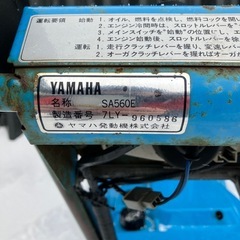 運転要領
始動
1. オイル、燃料を点検し、燃料コックを開
2. エンジン冷間時は、スロットルレバーを
3. メインスイッチを"始動"の位置にし、エ
4. エンジン始動後、スロットルレバーを徐
運転
1. 走行クラッチレバーを握り、変速レバー
2. オーガクラッチレバーを握ればオーガが
YAMAHA
名称 SA560E
製造番号 7LY-960586
ヤマハ発動機株式会社